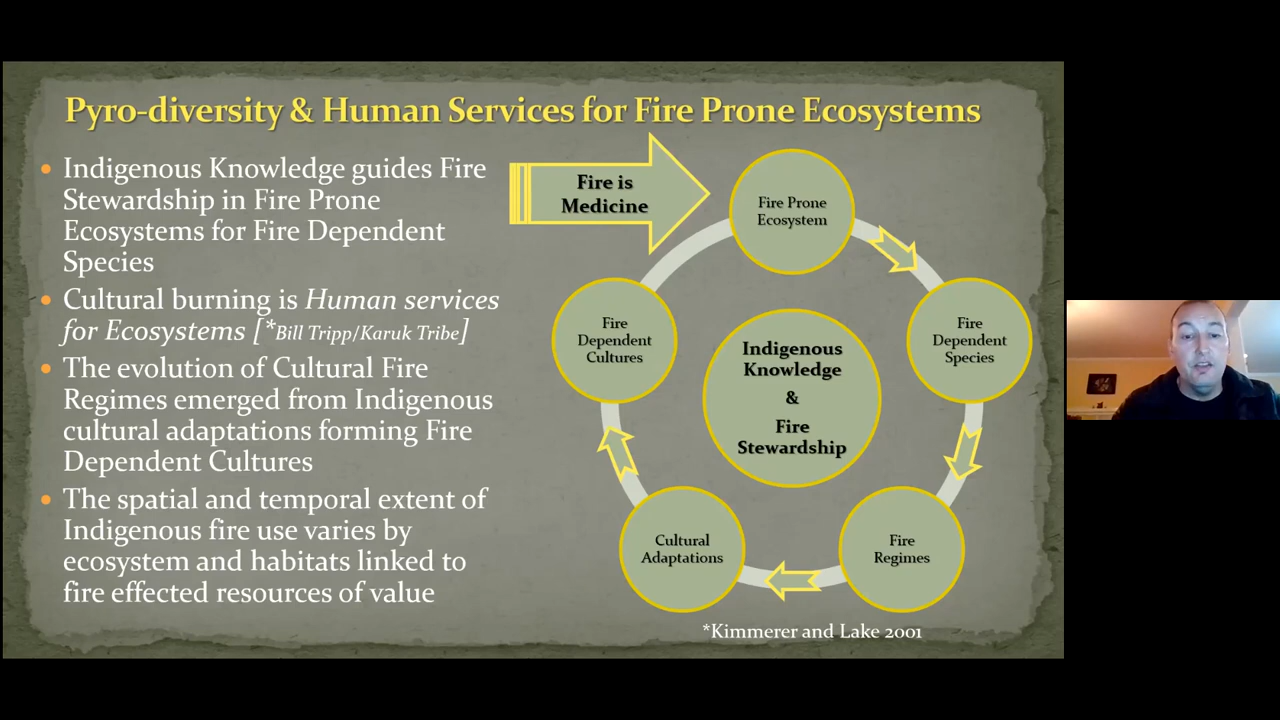 Pyro-diversity & Human Services for Fire Prone Ecosystems
Indigenous Knowledge guides Fire
Stewardship in Fire Prone
Ecosystems for Fire Dependent
Species
Cultural burning is Human services
for Ecosystems [*Bill Tripp/Karuk Tribe]
The evolution of Cultural Fire
Regimes emerged from Indigenous
cultural adaptations forming Fire
Dependent Cultures
The spatial and temporal extent of
Indigenous fire use varies by
ecosystem and habitats linked to
fire effected resources of value
Fire is
Medicine
Fire Prone
Ecosystem
Fire
Dependent
Species
Fire
Regimes
Cultural
Adaptations
Fire
Dependent
Cultures
Indigenous
Knowledge
&
Fire
Stewardship
*Kimmerer and Lake 2001